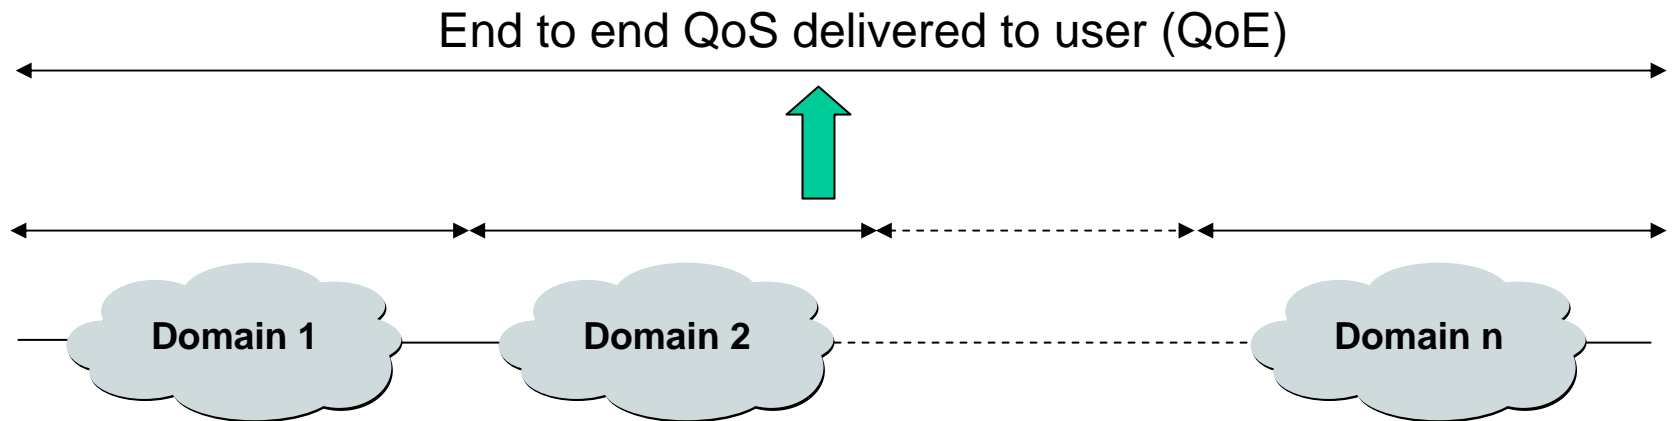 End to end QoS delivered to user (QoE)
Domain 1
Domain 2
Domain n